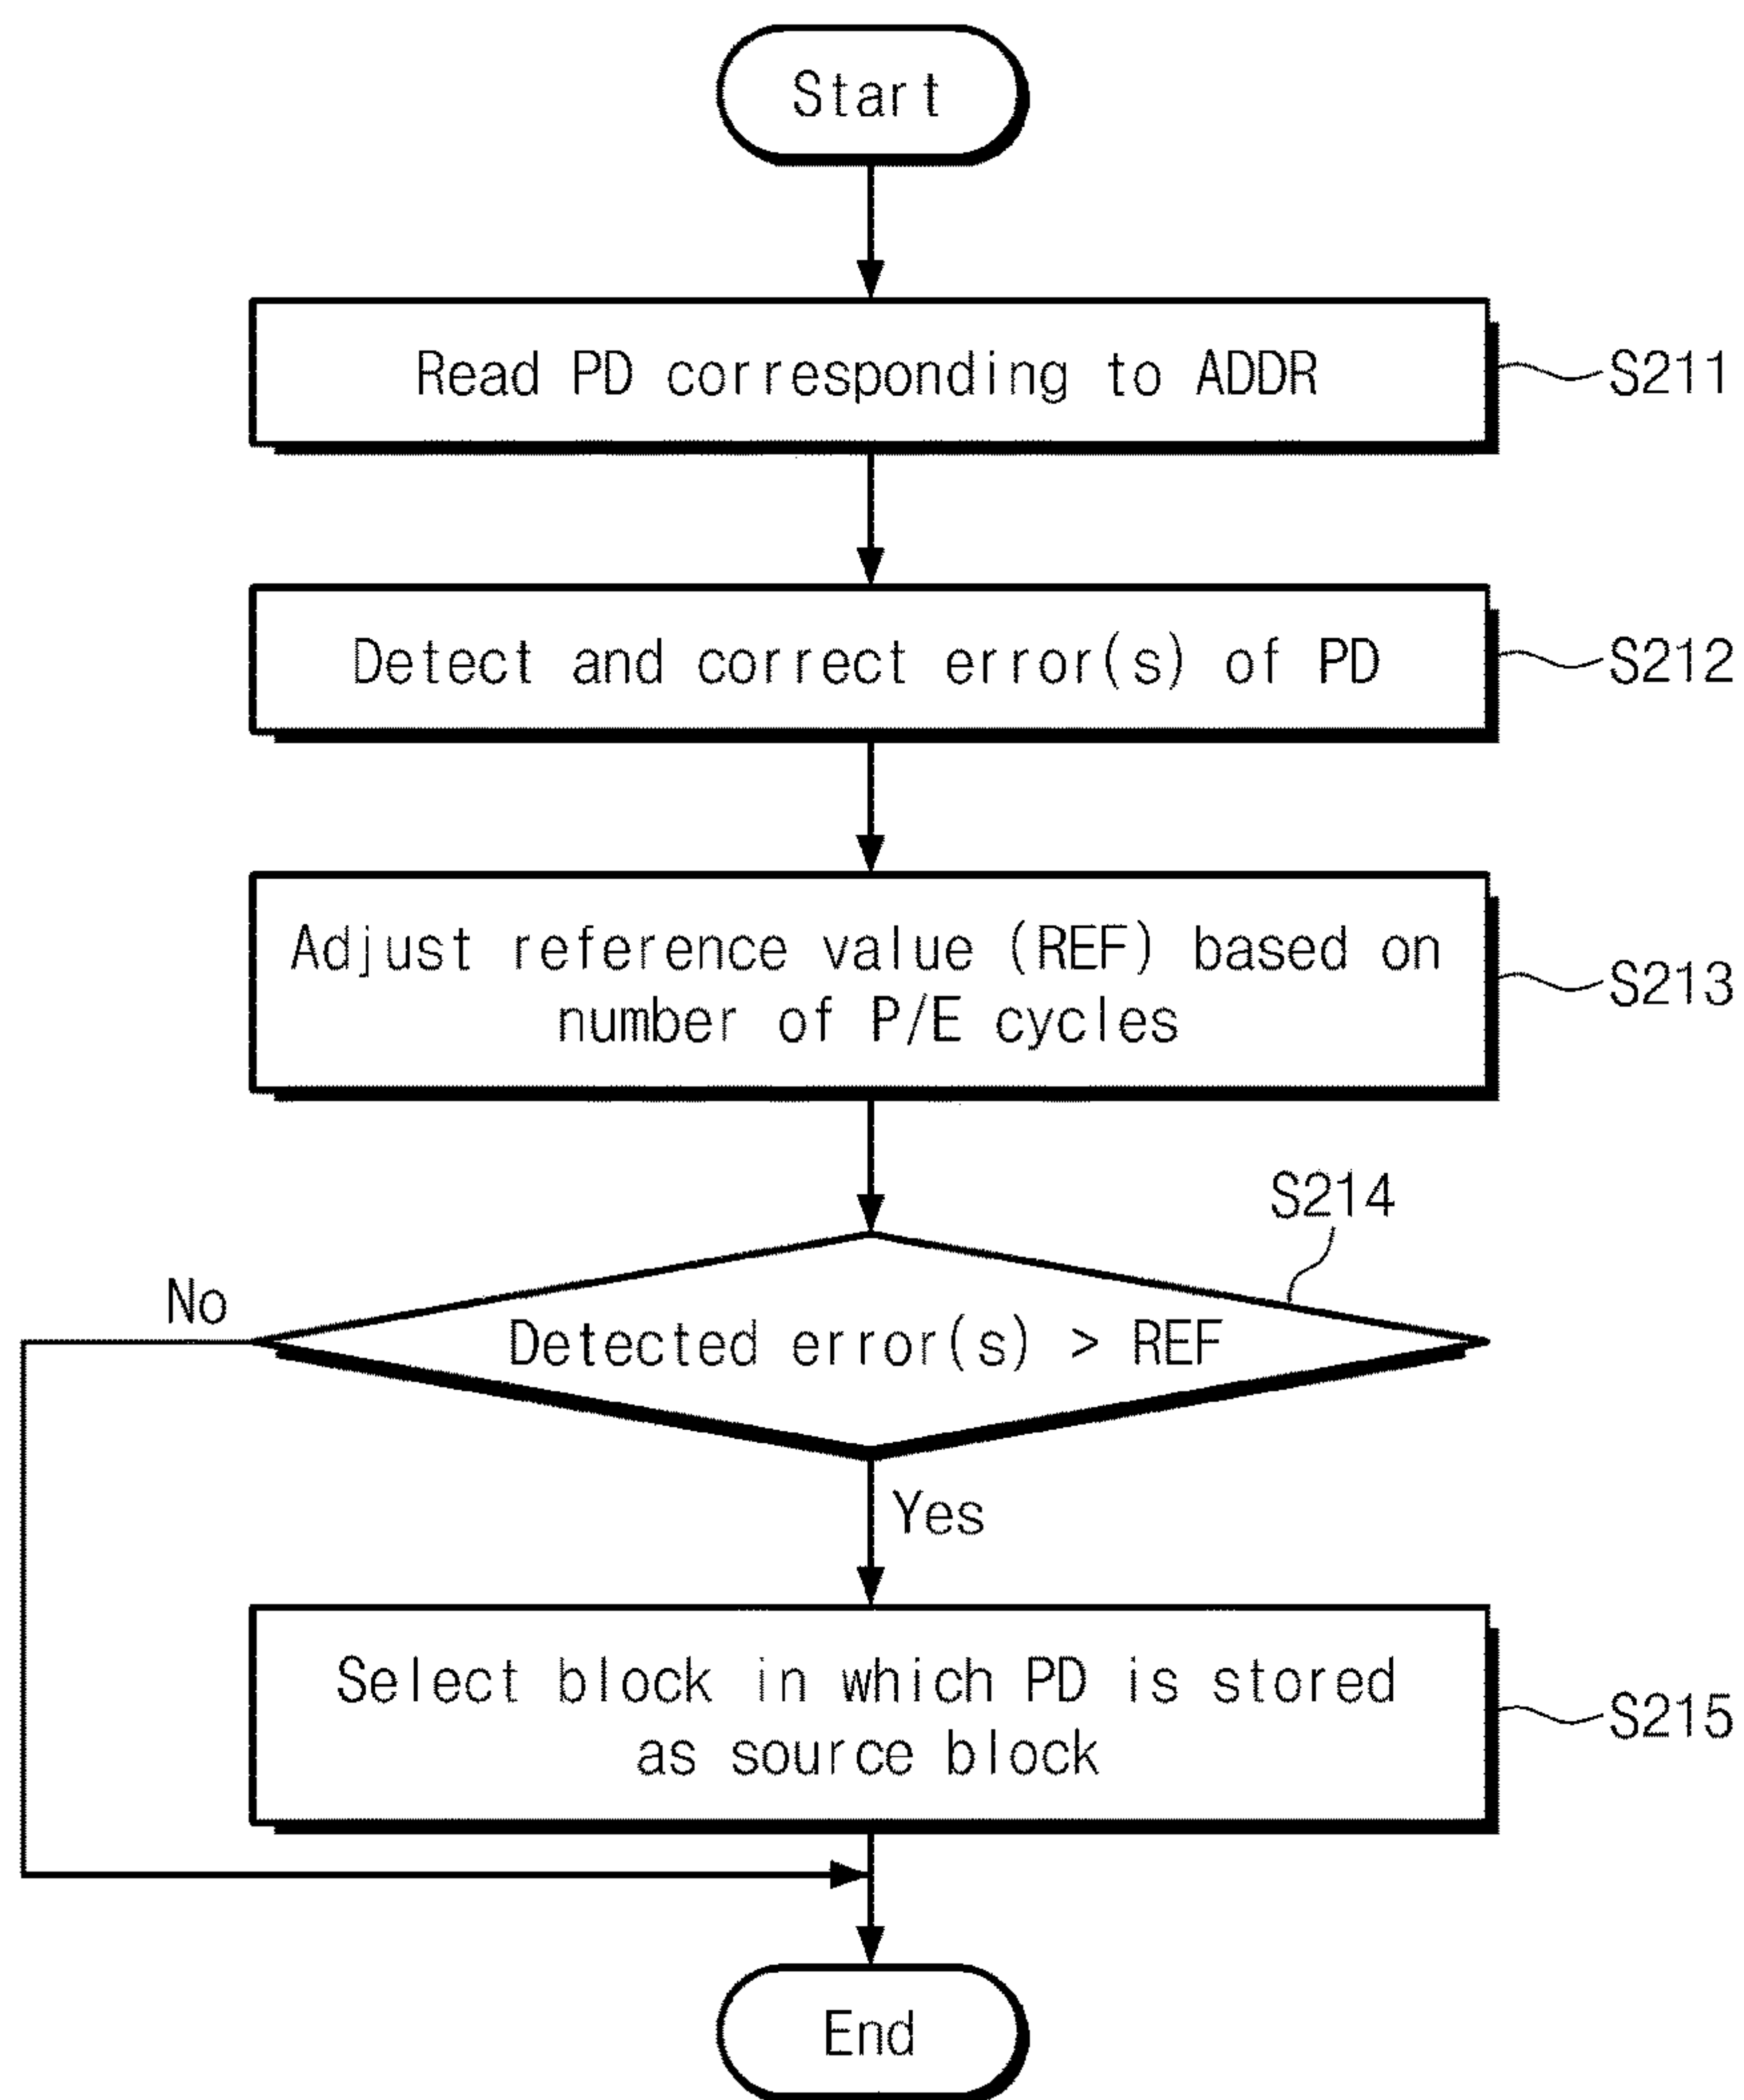 Start
Read PD corresponding to ADDR
S211
Detect and correct error(s) of PD
S212
Adjust reference value (REF) based on
number of P/E cycles
S213
S214
No
Detected error(s) > REF
Yes
Select block in which PD is stored
as source block
S215
End